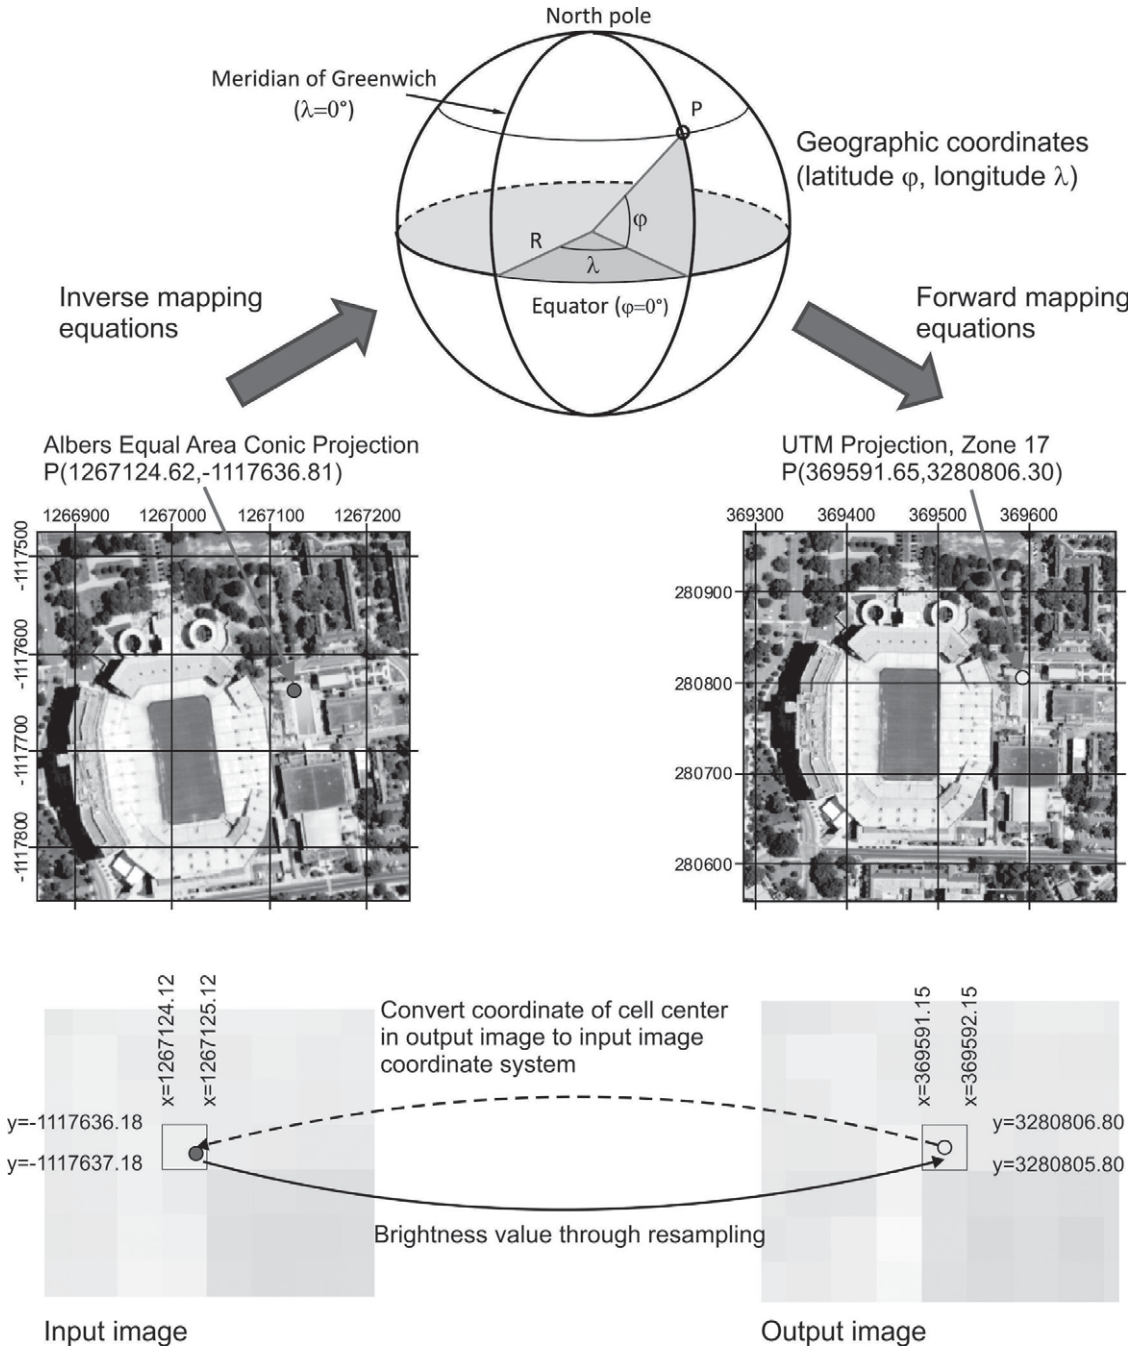 North pole
Meridian of Greenwich
(λ=0°)
P
Geographic coordinates
(latitude φ, longitude λ)
φ
R
λ
Equator (φ=0°)
Inverse mapping
equations
Forward mapping
equations
Albers Equal Area Conic Projection
P(1267124.62,-1117636.81)
UTM Projection, Zone 17
P(369591.65,3280806.30)
1266900 1267000 1267100 1267200
-1117500
-1117600
-1117700
-1117800
369300 369400 369500 369600
280900
280800
280700
280600
x=1267124.12
x=1267125.12
Convert coordinate of cell center
in output image to input image
coordinate system
x=369591.15
x=369592.15
y=-1117636.18
y=-1117637.18
y=3280806.80
y=3280805.80
Brightness value through resampling
Input image
Output image